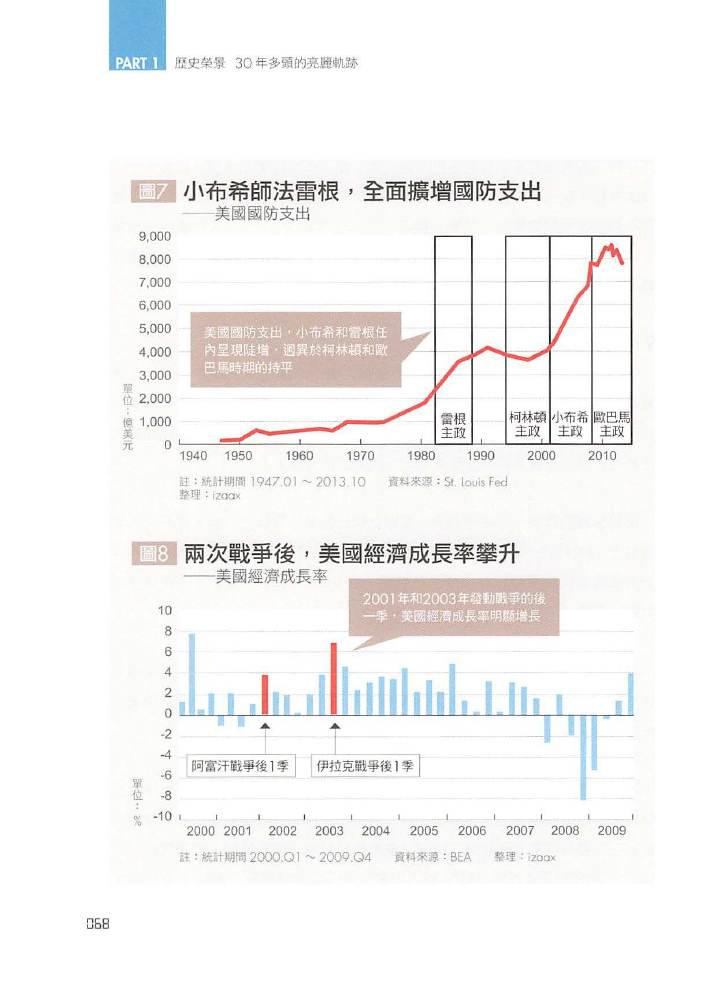 PART 1 歷史榮景 30年多頭的亮麗軌跡
圖7 小布希師法雷根，全面擴增國防支出
——美國國防支出
9,000
8,000
7,000
6,000
5,000
4,000
3,000
2,000
1,000
0
單位：億美元
美國國防支出，小布希和雷根任
內呈現陡增，迥異於柯林頓和歐
巴馬時期的持平
雷根
主政
柯林頓
主政
小布希
主政
歐巴馬
主政
1940 1950 1960 1970 1980 1990 2000 2010
註：統計期間 1947.01～2013.10 資料來源：St. Louis Fed
整理：izaax
圖8 兩次戰爭後，美國經濟成長率攀升
——美國經濟成長率
2001年和2003年發動戰爭的後
一季，美國經濟成長率明顯增長
10
8
6
4
2
0
-2
-4
-6
-8
-10
單位：%
阿富汗戰爭後1季
伊拉克戰爭後1季
2000 2001 2002 2003 2004 2005 2006 2007 2008 2009
註：統計期間 2000.Q1～2009.Q4 資料來源：BEA 整理：izaax
068